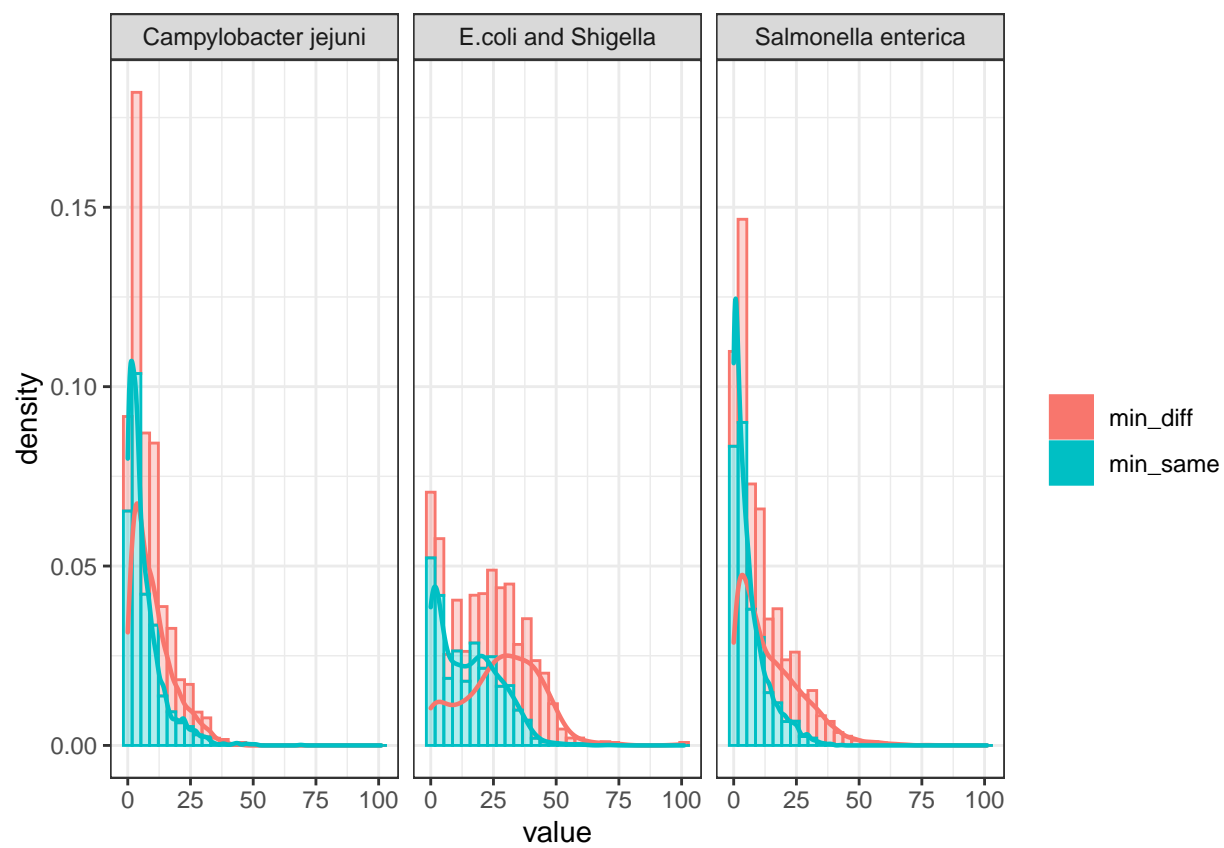 Campylobacter jejuni
E.coli and Shigella
Salmonella enterica
density
0.15
0.10
0.05
0.00
0 25 50 75 100
0 25 50 75 100
0 25 50 75 100
value
min_diff
min_same